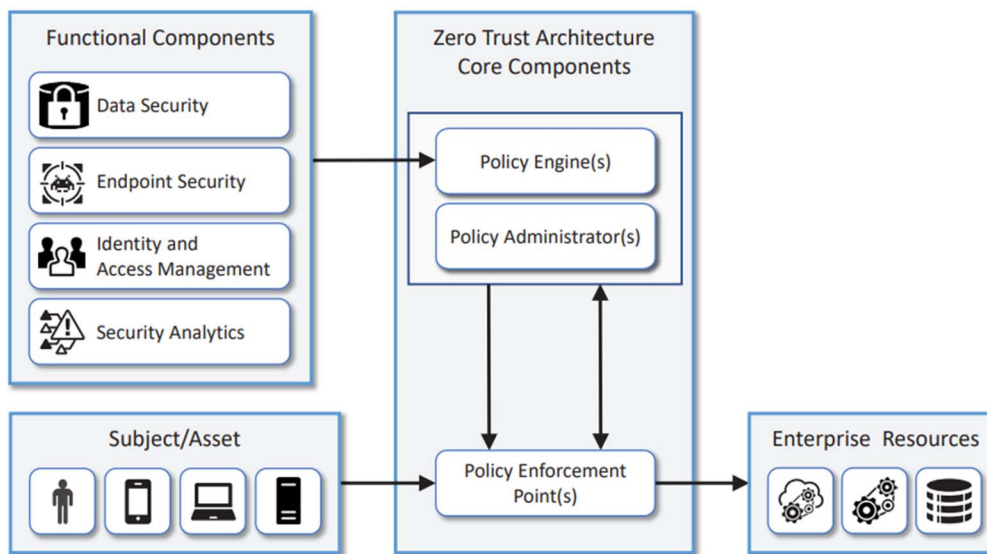 Functional Components
Data Security
Endpoint Security
Identity and
Access Management
Security Analytics
Zero Trust Architecture
Core Components
Policy Engine(s)
Policy Administrator(s)
Subject/Asset
Policy Enforcement
Point(s)
Enterprise Resources